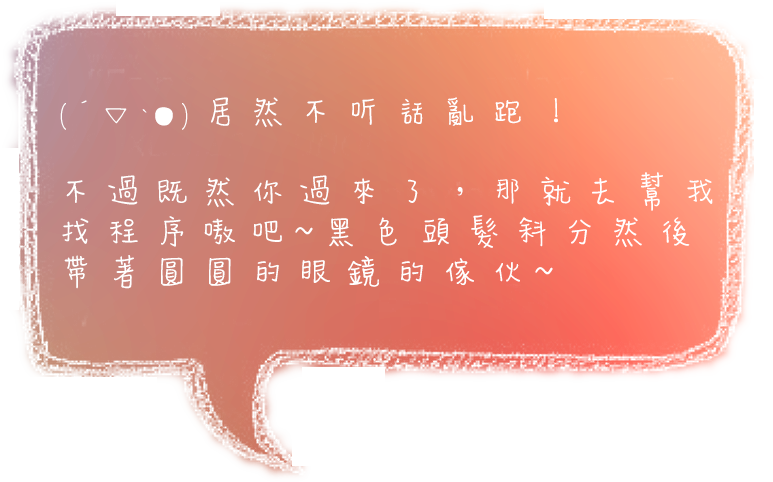 (´▽`●)居然不听話亂跑！
不過既然你過來了，那就去幫我
找程序嗷吧~黑色頭髮斜分然後
帶著圓圓的眼鏡的傢伙~